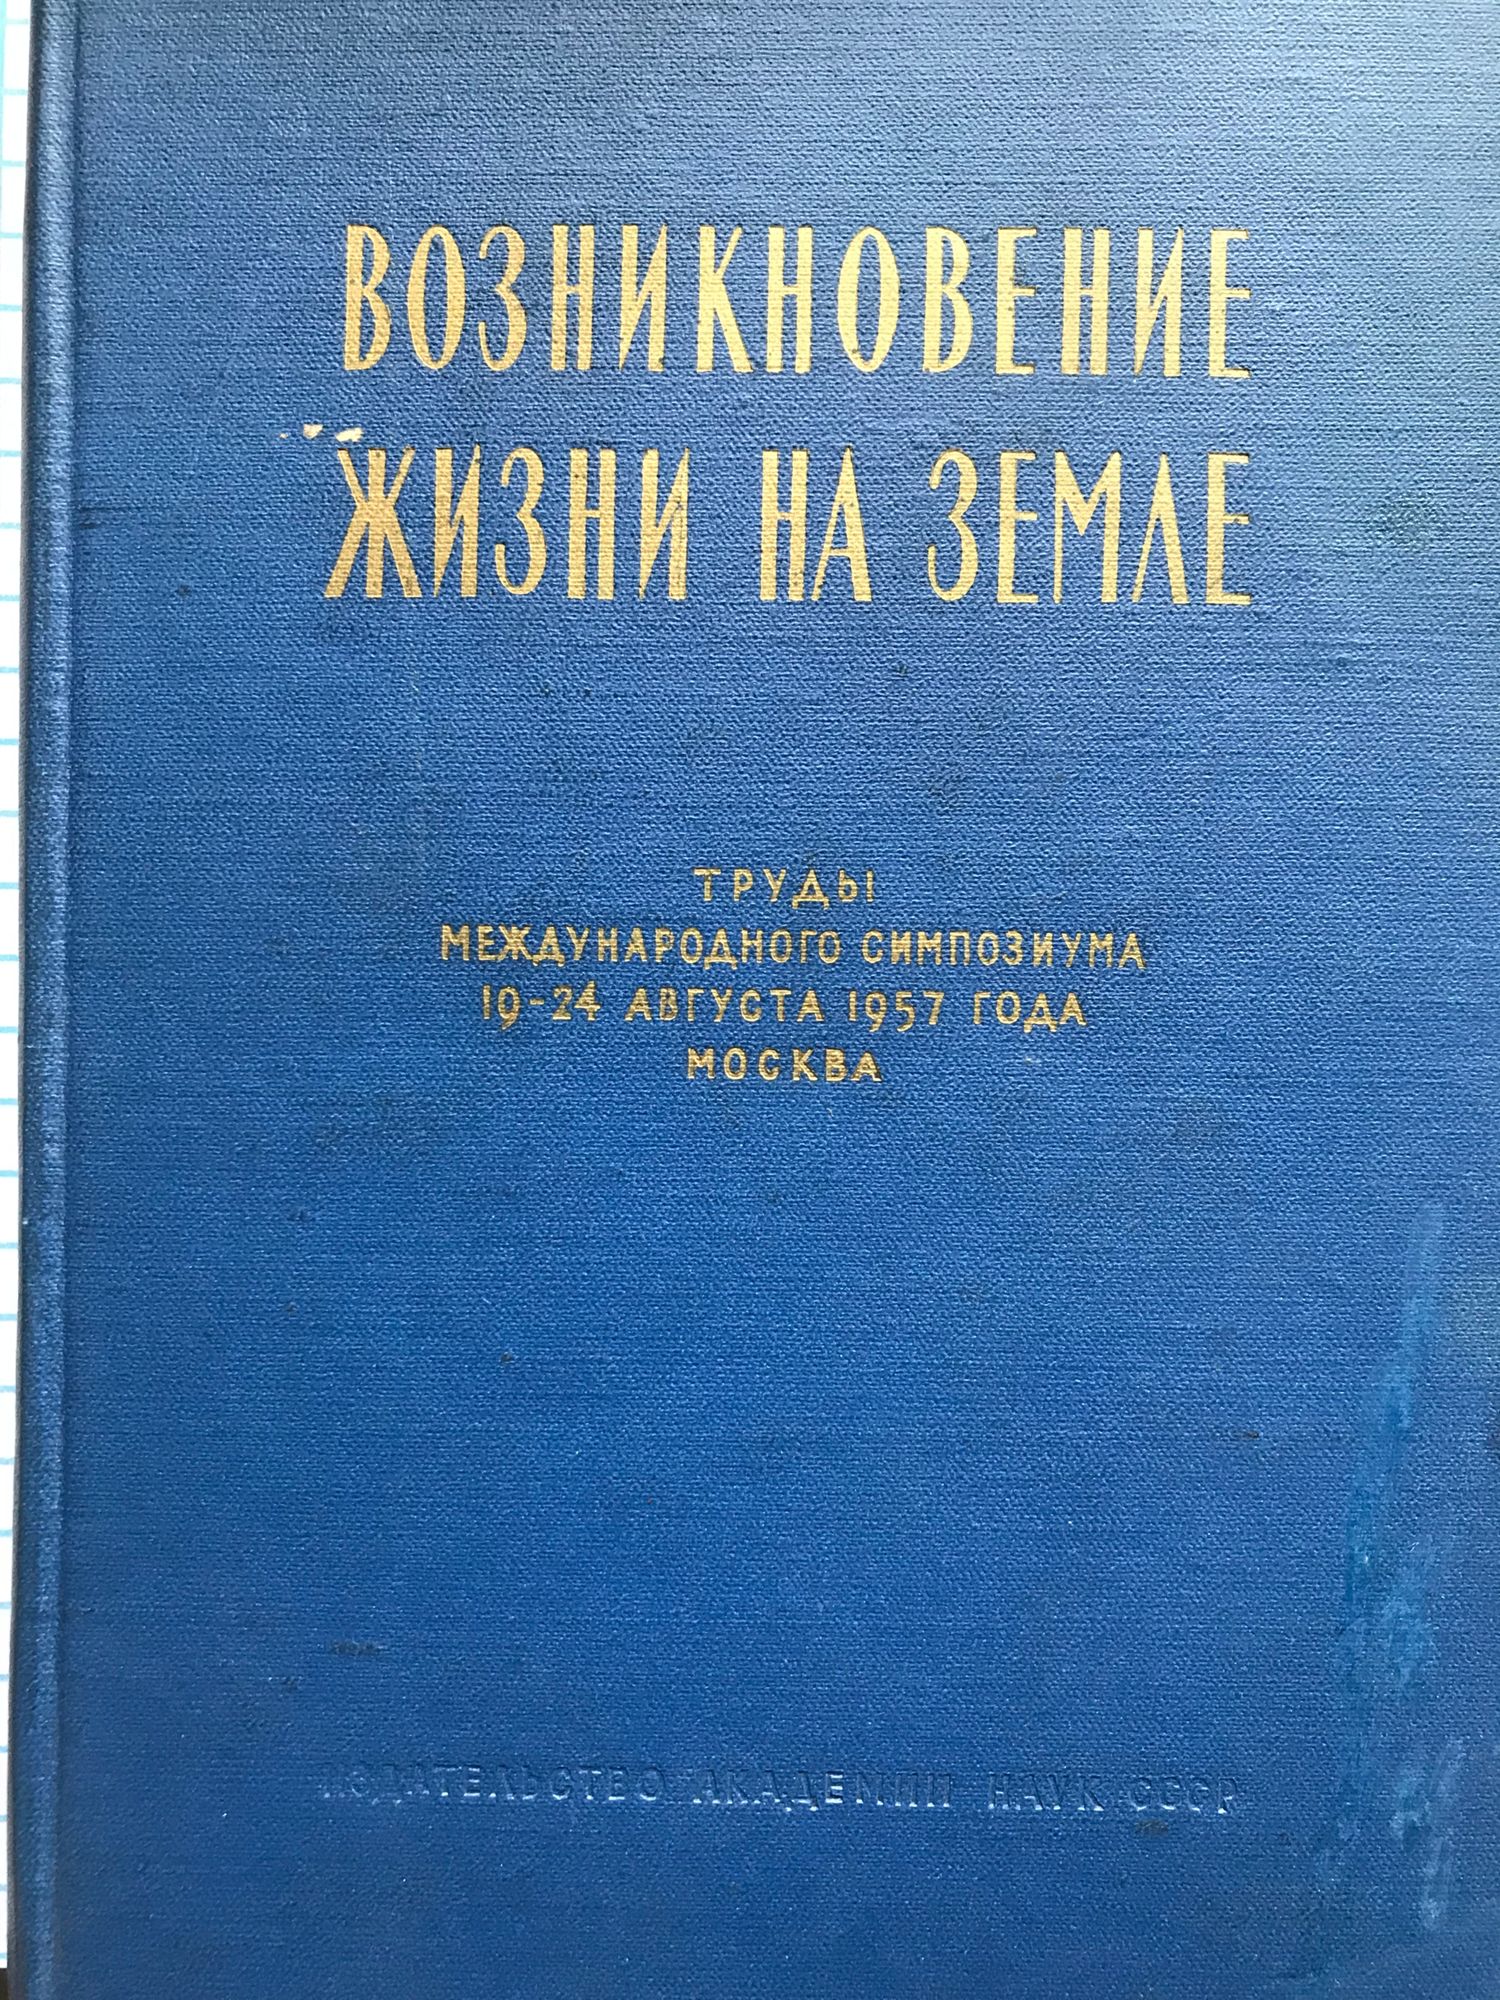 ВОЗНИКНОВЕНИЕ
ЖИЗНИ НА ЗЕМЛЕ
ТРУДЫ
МЕЖДУНАРОДНОГО СИМПОЗИУМА
19-24 АВГУСТА 1957 ГОДА
МОСКВА
ИЗДАТЕЛЬСТВО АКАДЕМИИ НАУК СССР